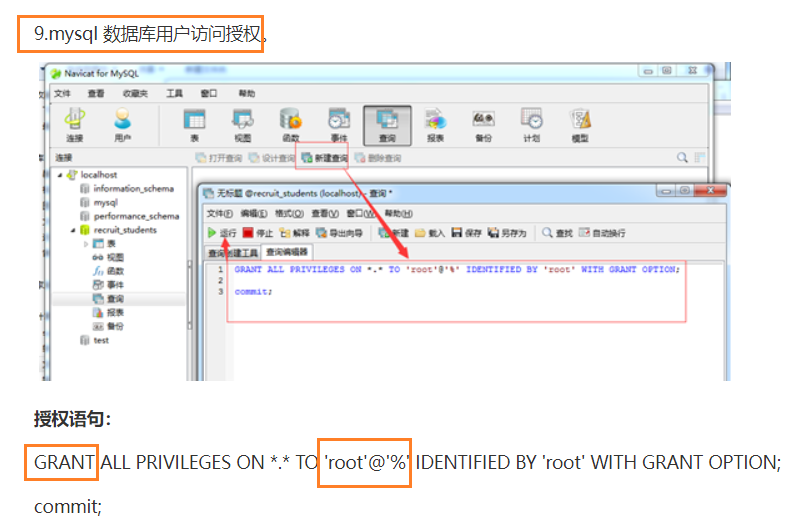 9.mysql 数据库用户访问授权。
Navicat for MySQL
文件 查看 收藏夹 工具 窗口 帮助
连接 用户 表 视图 函数 事件 查询 报表 备份 计划 模型
连接 打开查询 设计查询 新建查询 删除查询
localhost
information_schema
mysql
performance_schema
recruit_students
表
视图
函数
事件
查询
报表
备份
test
无标题 @recruit_students (localhost) - 查询 *
文件(F) 编辑(E) 格式(O) 查看(V) 窗口(W) 帮助(H)
运行 停止 解释 导出向导 新建 载入 保存 另存为 查找 自动换行
查询创建工具 查询编辑器
1 GRANT ALL PRIVILEGES ON *.* TO 'root'@'%' IDENTIFIED BY 'root' WITH GRANT OPTION;
2
3 commit;
授权语句：
GRANT ALL PRIVILEGES ON *.* TO 'root'@'%' IDENTIFIED BY 'root' WITH GRANT OPTION;
commit;